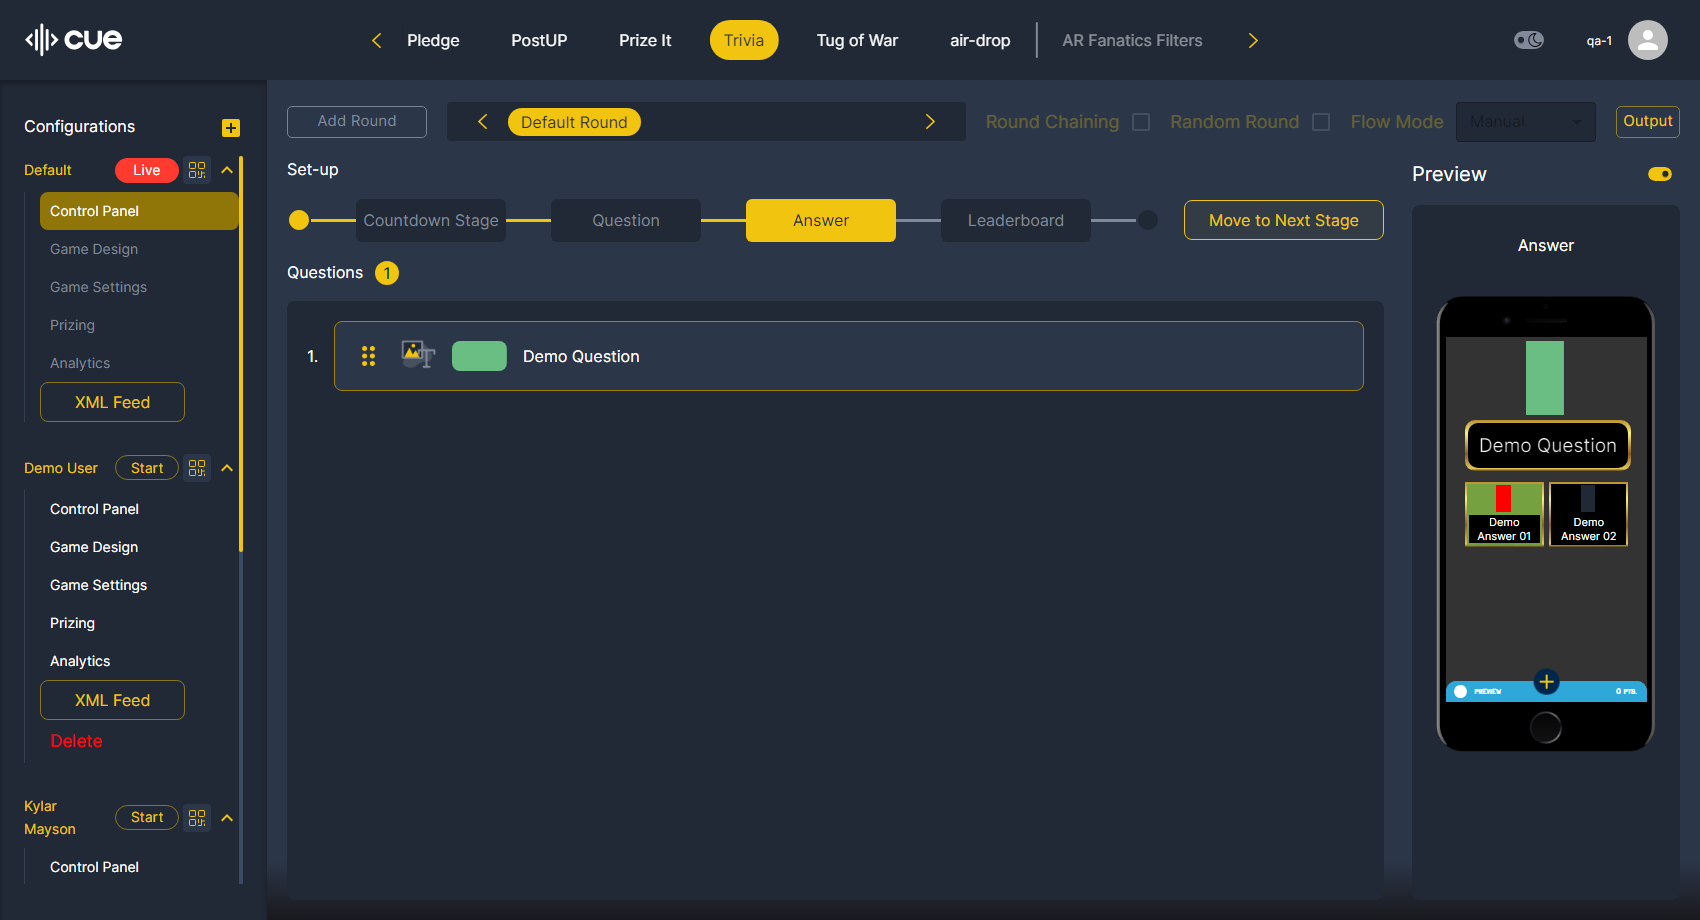 cue
Pledge
PostUP
Prize It
Trivia
Tug of War
air-drop
AR Fanatics Filters
qa-1
Configurations
Default
Live
Control Panel
Game Design
Game Settings
Prizing
Analytics
XML Feed
Demo User
Start
Control Panel
Game Design
Game Settings
Prizing
Analytics
XML Feed
Delete
Kylar
Mayson
Start
Control Panel
Add Round
Default Round
Round Chaining
Random Round
Flow Mode
Manual
Output
Set-up
Countdown Stage
Question
Answer
Leaderboard
Move to Next Stage
Questions 1
1.
Demo Question
Preview
Answer
Demo Question
Demo
Answer 01
Demo
Answer 02
PREVIEW
0 PTS.